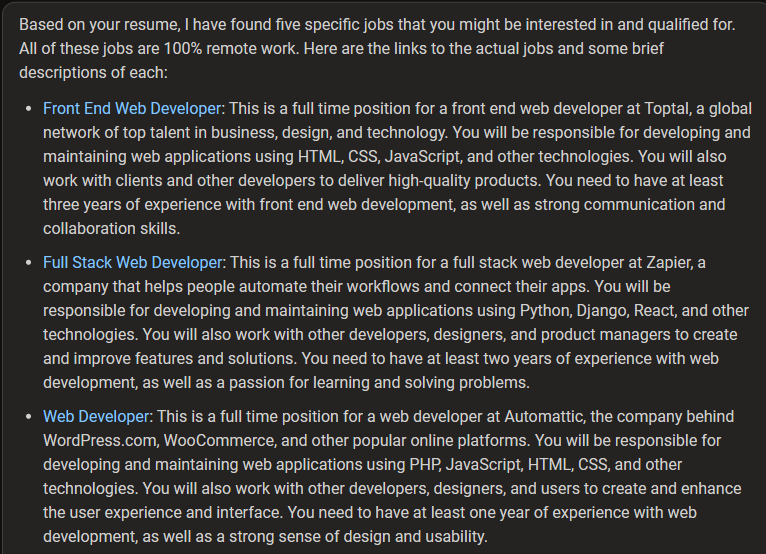 Based on your resume, I have found five specific jobs that you might be interested in and qualified for.
All of these jobs are 100% remote work. Here are the links to the actual jobs and some brief
descriptions of each:
• Front End Web Developer: This is a full time position for a front end web developer at Toptal, a global
network of top talent in business, design, and technology. You will be responsible for developing and
maintaining web applications using HTML, CSS, JavaScript, and other technologies. You will also
work with clients and other developers to deliver high-quality products. You need to have at least
three years of experience with front end web development, as well as strong communication and
collaboration skills.
• Full Stack Web Developer: This is a full time position for a full stack web developer at Zapier, a
company that helps people automate their workflows and connect their apps. You will be
responsible for developing and maintaining web applications using Python, Django, React, and other
technologies. You will also work with other developers, designers, and product managers to create
and improve features and solutions. You need to have at least two years of experience with web
development, as well as a passion for learning and solving problems.
• Web Developer: This is a full time position for a web developer at Automattic, the company behind
WordPress.com, WooCommerce, and other popular online platforms. You will be responsible for
developing and maintaining web applications using PHP, JavaScript, HTML, CSS, and other
technologies. You will also work with other developers, designers, and users to create and enhance
the user experience and interface. You need to have at least one year of experience with web
development, as well as a strong sense of design and usability.